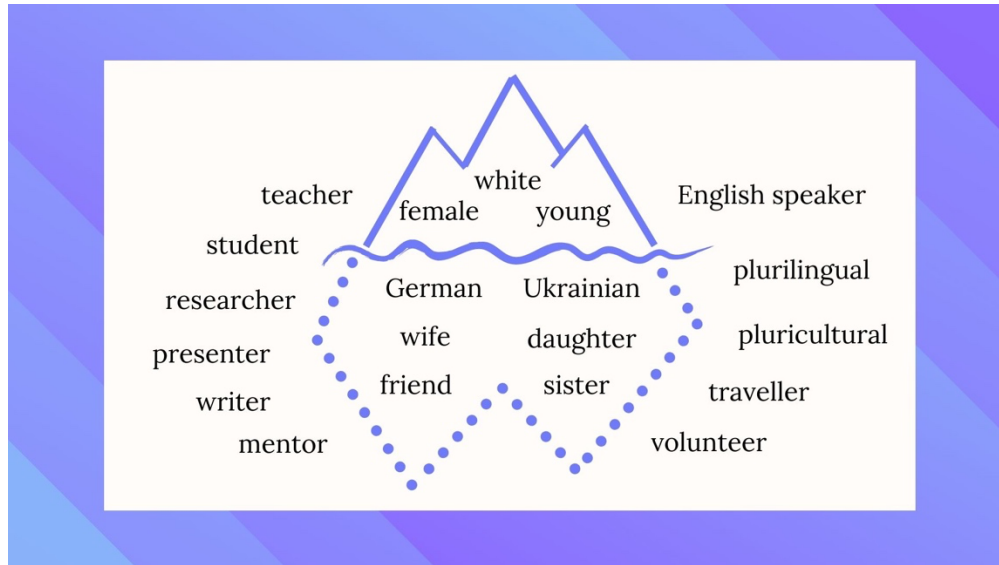 white
female young
German Ukrainian
wife daughter
friend sister
teacher
student
researcher
presenter
writer
mentor
English speaker
plurilingual
pluricultural
traveller
volunteer